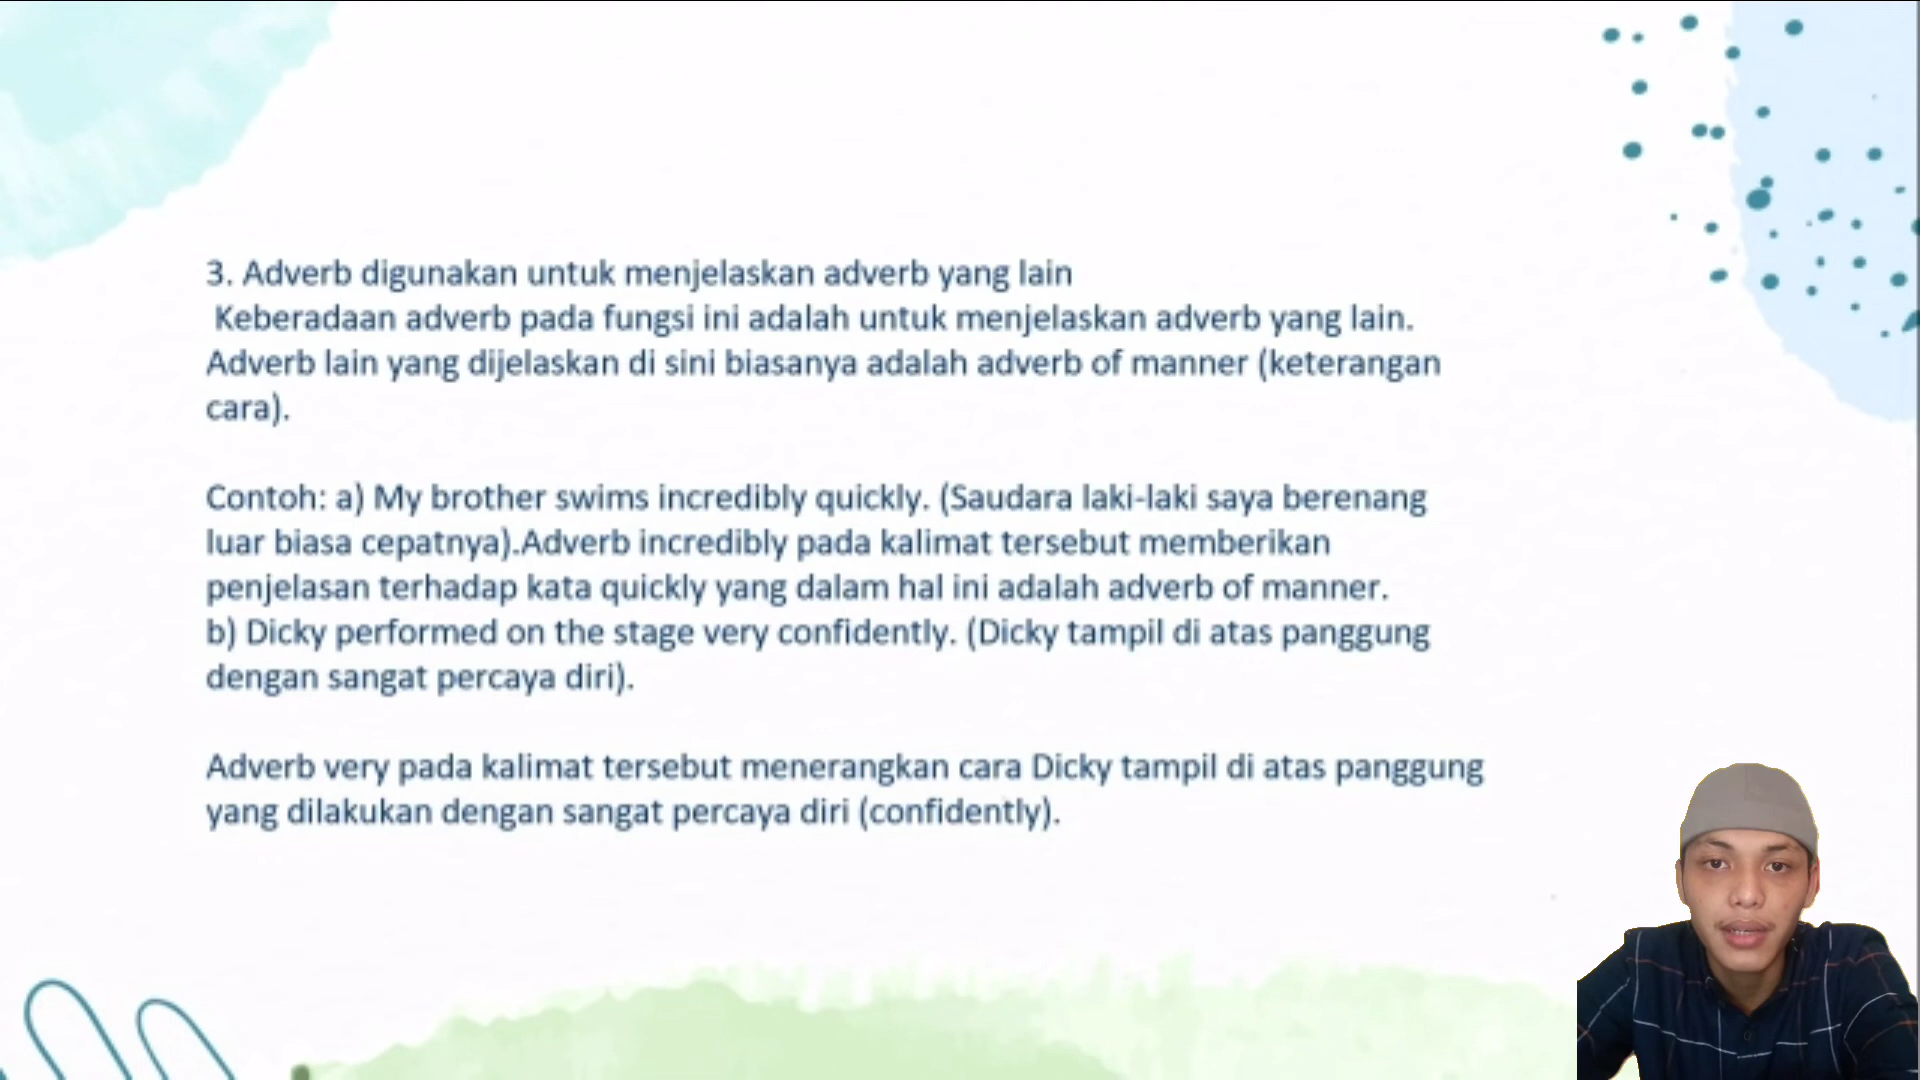 3. Adverb digunakan untuk menjelaskan adverb yang lain
Keberadaan adverb pada fungsi ini adalah untuk menjelaskan adverb yang lain.
Adverb lain yang dijelaskan di sini biasanya adalah adverb of manner (keterangan
cara).
Contoh: a) My brother swims incredibly quickly. (Saudara laki-laki saya berenang
luar biasa cepatnya).Adverb incredibly pada kalimat tersebut memberikan
penjelasan terhadap kata quickly yang dalam hal ini adalah adverb of manner.
b) Dicky performed on the stage very confidently. (Dicky tampil di atas panggung
dengan sangat percaya diri).
Adverb very pada kalimat tersebut menerangkan cara Dicky tampil di atas panggung
yang dilakukan dengan sangat percaya diri (confidently).